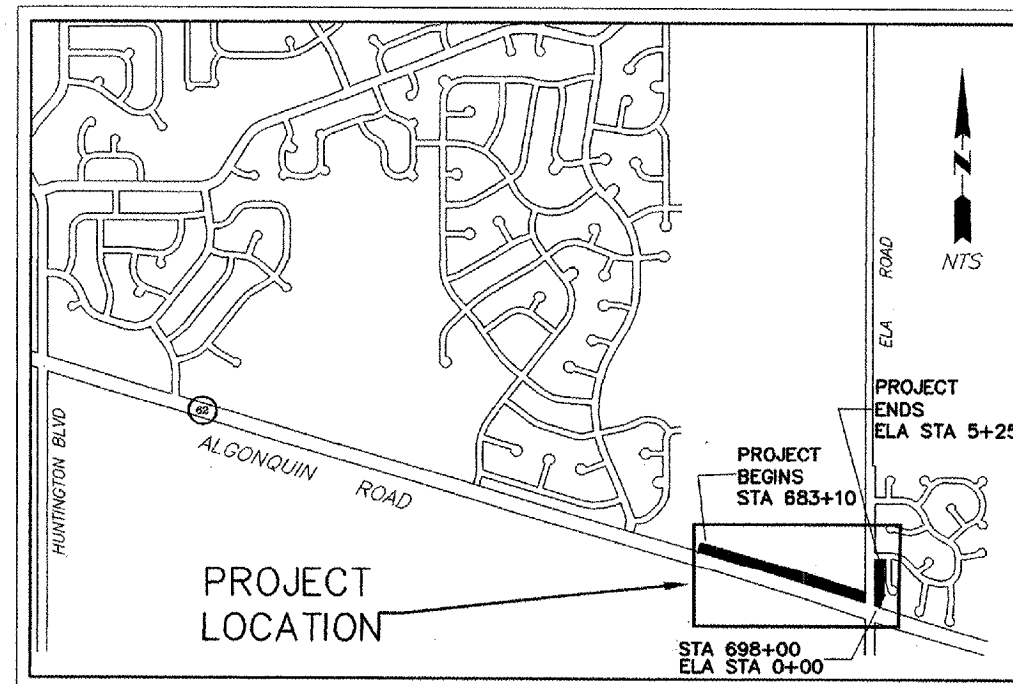 N
NTS
ELA ROAD
PROJECT
ENDS
ELA STA 5+25
HUNTINGTON BLVD
62
ALGONQUIN ROAD
PROJECT
BEGINS
STA 683+10
PROJECT
LOCATION
STA 698+00
ELA STA 0+00